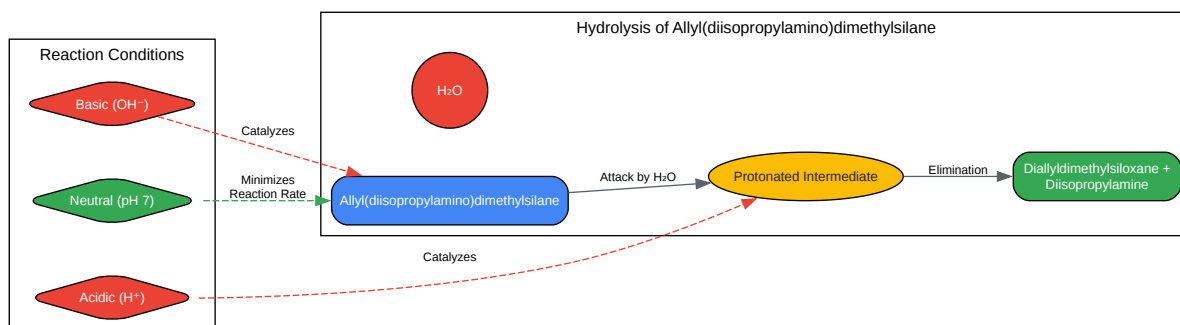 Hydrolysis of Allyl(diisopropylamino)dimethylsilane
Reaction Conditions
H₂O
Basic (OH⁻)
Catalyzes
Neutral (pH 7)
Minimizes
Reaction Rate
Allyl(diisopropylamino)dimethylsilane
Attack by H₂O
Protonated Intermediate
Elimination
Diallyldimethylsiloxane +
Diisopropylamine
Catalyzes
Acidic (H⁺)